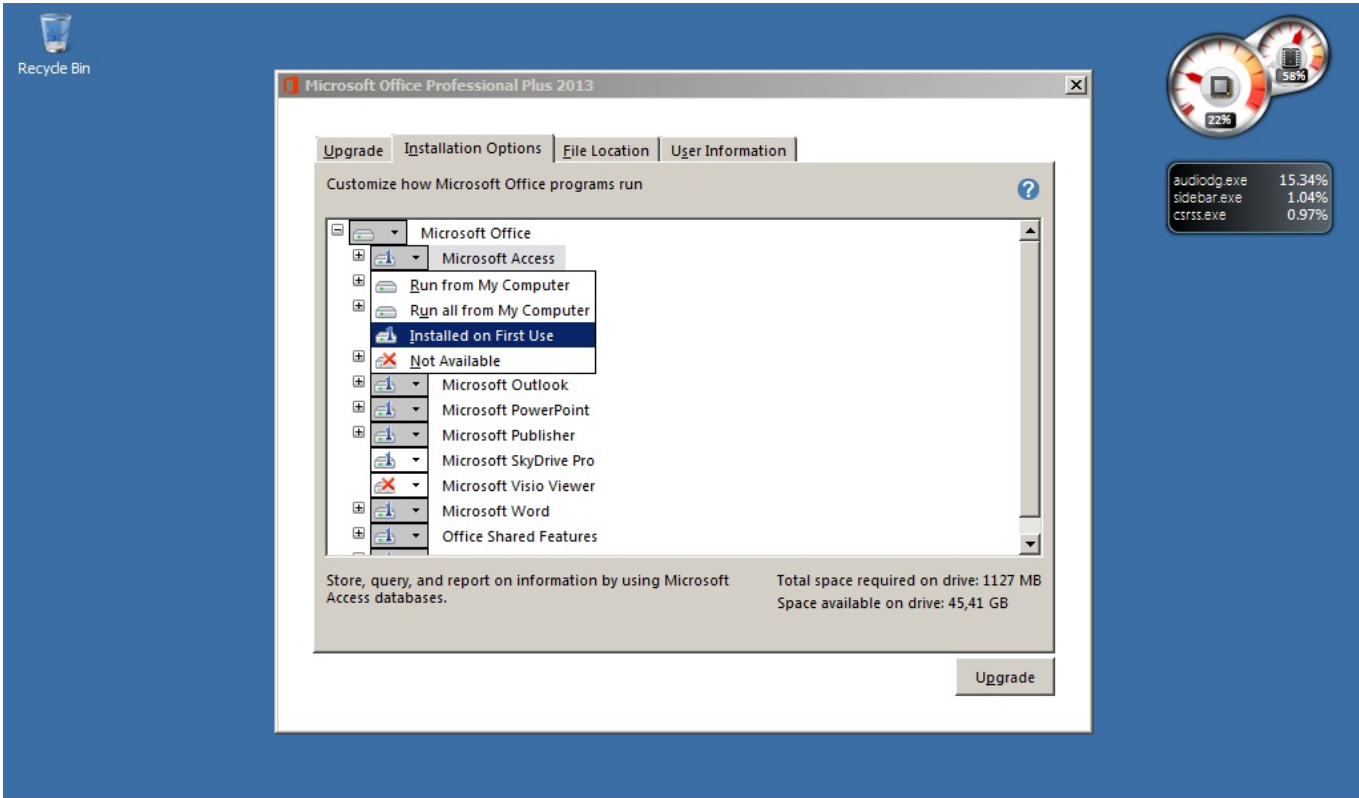 Recycle Bin
Microsoft Office Professional Plus 2013
58%
22%
Upgrade
Installation Options
File Location
User Information
audiodg.exe 15.34%
sidebar.exe 1.04%
csrss.exe 0.97%
Customize how Microsoft Office programs run
Microsoft Office
Microsoft Access
Run from My Computer
Run all from My Computer
Installed on First Use
Not Available
Microsoft Outlook
Microsoft PowerPoint
Microsoft Publisher
Microsoft SkyDrive Pro
Microsoft Visio Viewer
Microsoft Word
Office Shared Features
Store, query, and report on information by using Microsoft
Access databases.
Total space required on drive: 1127 MB
Space available on drive: 45,41 GB
Upgrade